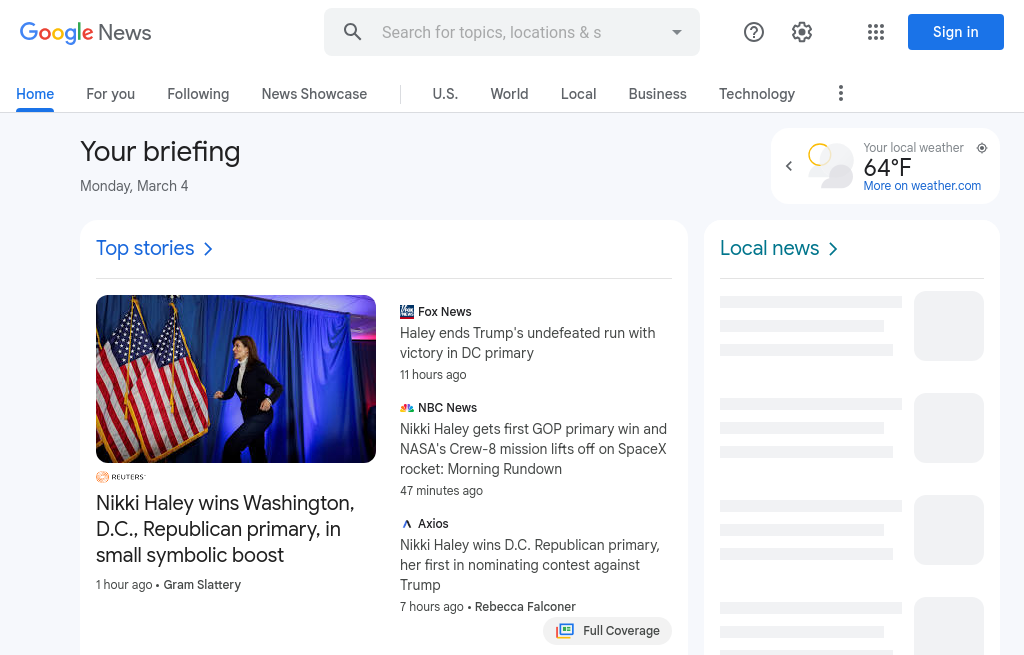 Google News
Search for topics, locations & s
Sign in
Home
For you
Following
News Showcase
U.S.
World
Local
Business
Technology
Your briefing
Monday, March 4
Your local weather
64°F
More on weather.com
Top stories
REUTERS
Nikki Haley wins Washington,
D.C., Republican primary, in
small symbolic boost
1 hour ago • Gram Slattery
Fox News
Haley ends Trump's undefeated run with
victory in DC primary
11 hours ago
NBC News
Nikki Haley gets first GOP primary win and
NASA's Crew-8 mission lifts off on SpaceX
rocket: Morning Rundown
47 minutes ago
Axios
Nikki Haley wins D.C. Republican primary,
her first in nominating contest against
Trump
7 hours ago • Rebecca Falconer
Full Coverage
Local news